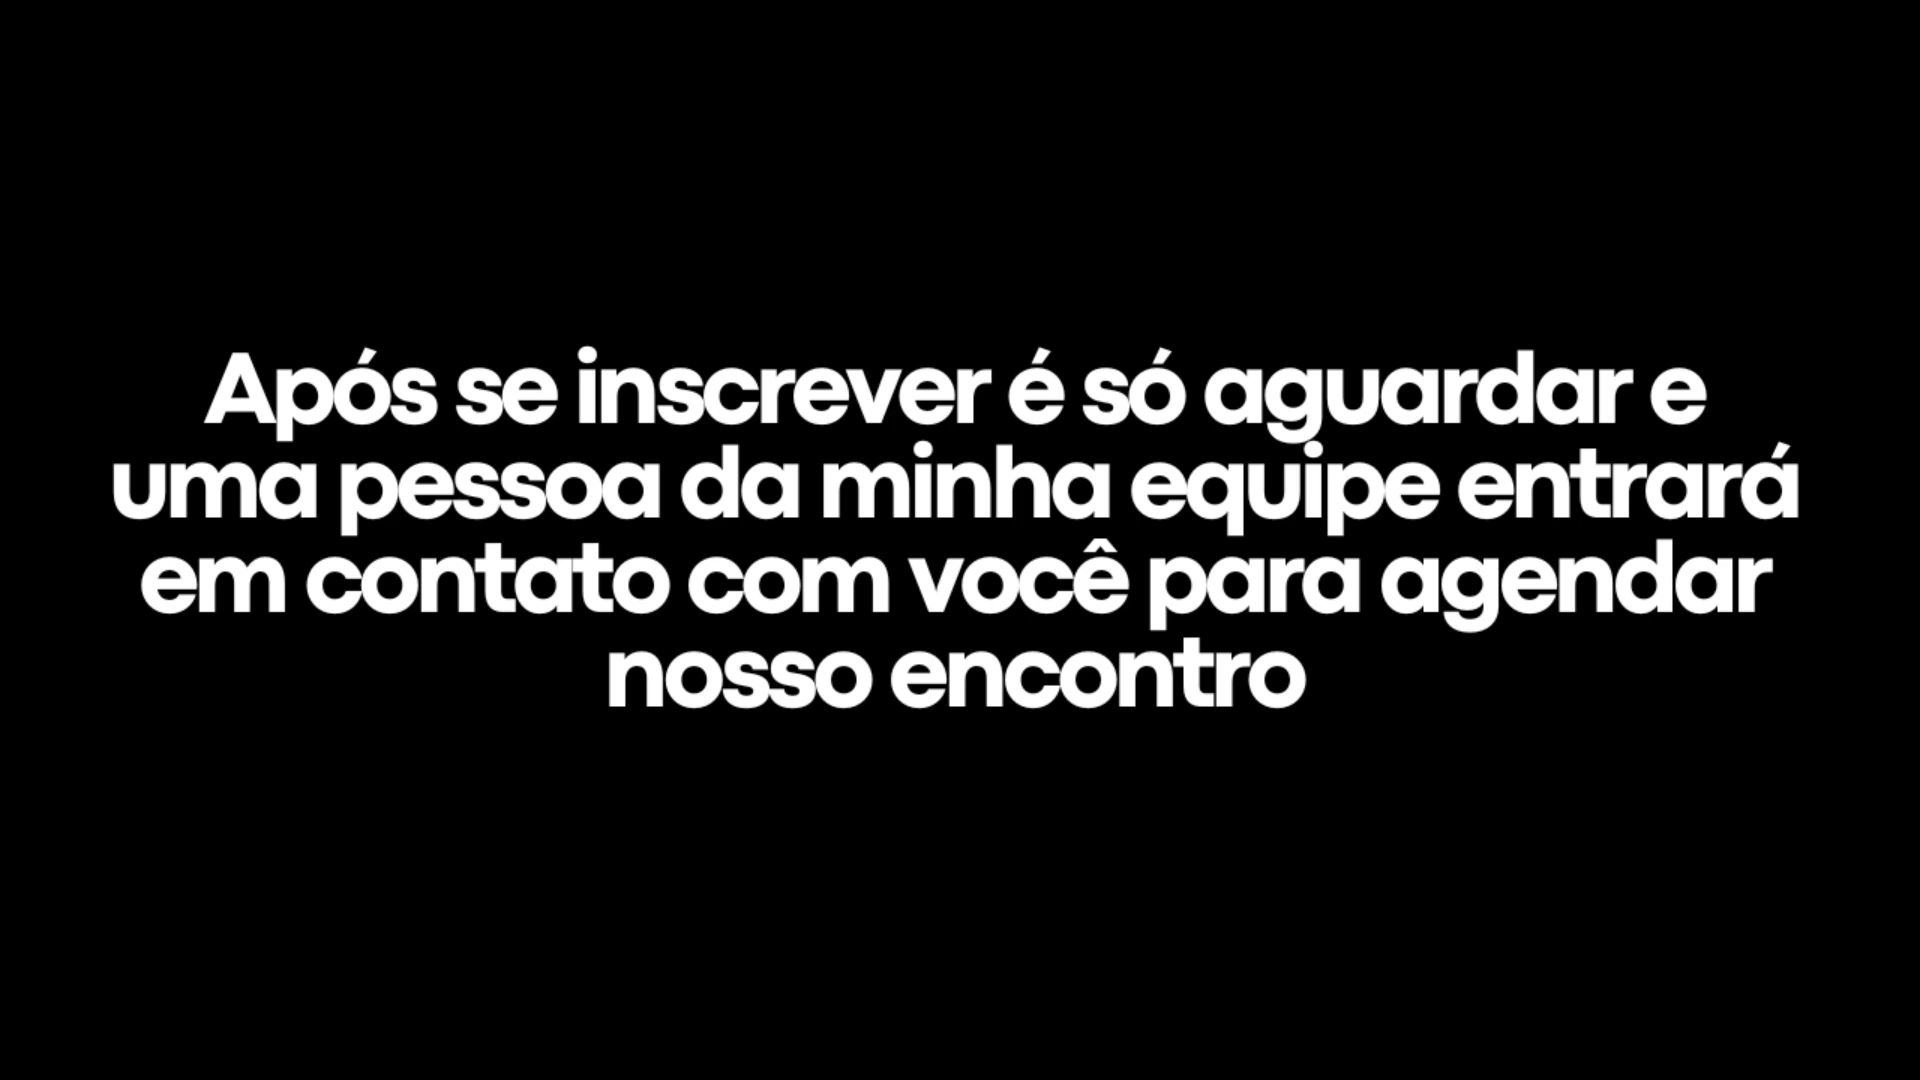 Após se inscrever é só aguardar e
uma pessoa da minha equipe entrará
em contato com você para agendar
nosso encontro